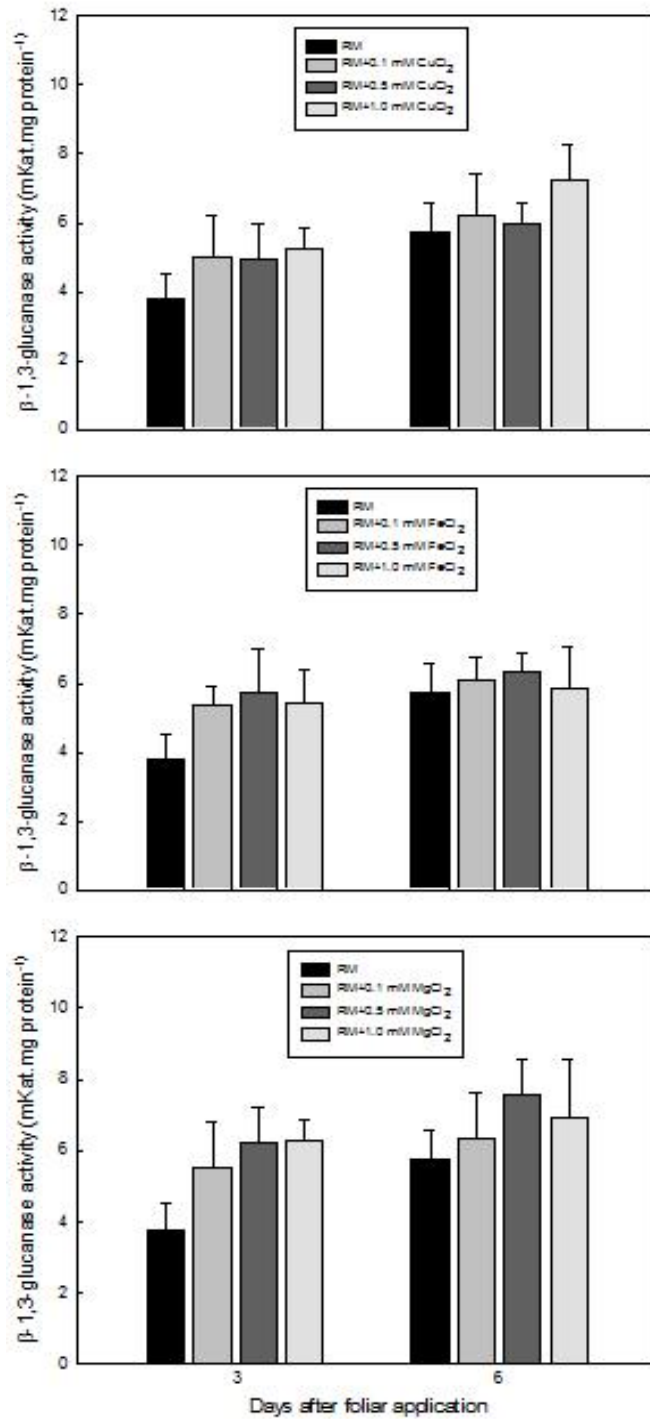 12
10
8
6
4
2
0
β-1,3-glucanase activity (mKat.mg protein⁻¹)
RM
RM+0.1 mM CuCl2
RM+0.5 mM CuCl2
RM+1.0 mM CuCl2
12
10
8
6
4
2
0
β-1,3-glucanase activity (mKat.mg protein⁻¹)
RM
RM+0.1 mM FeCl2
RM+0.5 mM FeCl2
RM+1.0 mM FeCl2
12
10
8
6
4
2
0
β-1,3-glucanase activity (mKat.mg protein⁻¹)
RM
RM+0.1 mM MgCl2
RM+0.5 mM MgCl2
RM+1.0 mM MgCl2
3 6
Days after foliar application